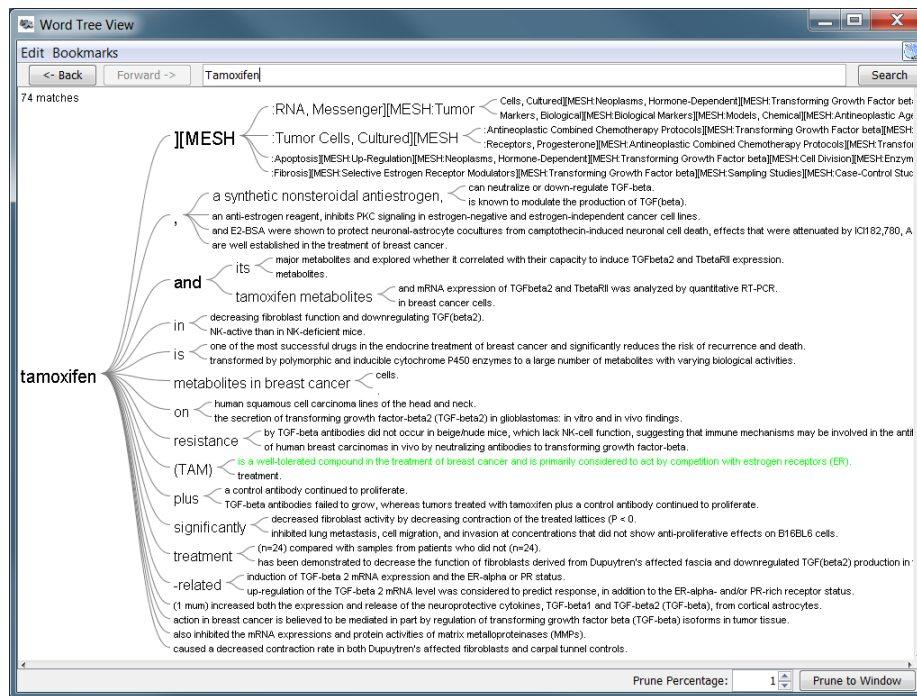 Word Tree View
Edit Bookmarks
<- Back Forward -> Tamoxifen Search
74 matches
][MESH
:RNA, Messenger][MESH:Tumor
Cells, Cultured][MESH:Neoplasms, Hormone-Dependent][MESH:Transforming Growth Factor beta
Markers, Biological][MESH:Biological Markers][MESH:Models, Chemical][MESH:Antineoplastic Age
:Tumor Cells, Cultured][MESH
:Antineoplastic Combined Chemotherapy Protocols][MESH:Transforming Growth Factor beta][MESH
:Receptors, Progesterone][MESH:Antineoplastic Combined Chemotherapy Protocols][MESH:Transfor
:Apoptosis][MESH:Up-Regulation][MESH:Neoplasms, Hormone-Dependent][MESH:Transforming Growth Factor beta][MESH:Cell Division][MESH:Enzym
:Fibrosis][MESH:Selective Estrogen Receptor Modulators][MESH:Transforming Growth Factor beta][MESH:Sampling Studies][MESH:Case-Control Stuc
,
a synthetic nonsteroidal antiestrogen,
can neutralize or down-regulate TGF-beta.
is known to modulate the production of TGF(beta).
an anti-estrogen reagent, inhibits PKC signaling in estrogen-negative and estrogen-independent cancer cell lines.
and E2-BSA were shown to protect neuronal-astrocyte cocultures from camptothecin-induced neuronal cell death, effects that were attenuated by ICI182,780, A
are well established in the treatment of breast cancer.
and
its
major metabolites and explored whether it correlated with their capacity to induce TGFbeta2 and TbetaRII expression.
metabolites.
tamoxifen metabolites
and mRNA expression of TGFbeta2 and TbetaRII was analyzed by quantitative RT-PCR.
in breast cancer cells.
in
decreasing fibroblast function and downregulating TGF(beta2).
NK-active than in NK-deficient mice.
is
one of the most successful drugs in the endocrine treatment of breast cancer and significantly reduces the risk of recurrence and death.
transformed by polymorphic and inducible cytochrome P450 enzymes to a large number of metabolites with varying biological activities.
tamoxifen
metabolites in breast cancer
cells.
.
on
human squamous cell carcinoma lines of the head and neck.
the secretion of transforming growth factor-beta2 (TGF-beta2) in glioblastomas: in vitro and in vivo findings.
resistance
by TGF-beta antibodies did not occur in beige/nude mice, which lack NK-cell function, suggesting that immune mechanisms may be involved in the antit
of human breast carcinomas in vivo by neutralizing antibodies to transforming growth factor-beta.
(TAM)
is a well-tolerated compound in the treatment of breast cancer and is primarily considered to act by competition with estrogen receptors (ER).
treatment.
plus
a control antibody continued to proliferate.
TGF-beta antibodies failed to grow, whereas tumors treated with tamoxifen plus a control antibody continued to proliferate.
significantly
decreased fibroblast activity by decreasing contraction of the treated lattices (P < 0.
inhibited lung metastasis, cell migration, and invasion at concentrations that did not show anti-proliferative effects on B16BL6 cells.
treatment
(n=24) compared with samples from patients who did not (n=24).
has been demonstrated to decrease the function of fibroblasts derived from Dupuytren's affected fascia and downregulated TGF(beta2) production in
-related
induction of TGF-beta 2 mRNA expression and the ER-alpha or PR status.
up-regulation of the TGF-beta 2 mRNA level was considered to predict response, in addition to the ER-alpha- and/or PR-rich receptor status.
(1 mum) increased both the expression and release of the neuroprotective cytokines, TGF-beta1 and TGF-beta2 (TGF-beta), from cortical astrocytes.
action in breast cancer is believed to be mediated in part by regulation of transforming growth factor beta (TGF-beta) isoforms in tumor tissue.
also inhibited the mRNA expressions and protein activities of matrix metalloproteinases (MMPs).
caused a decreased contraction rate in both Dupuytren's affected fibroblasts and carpal tunnel controls.
Prune Percentage: 1 Prune to Window